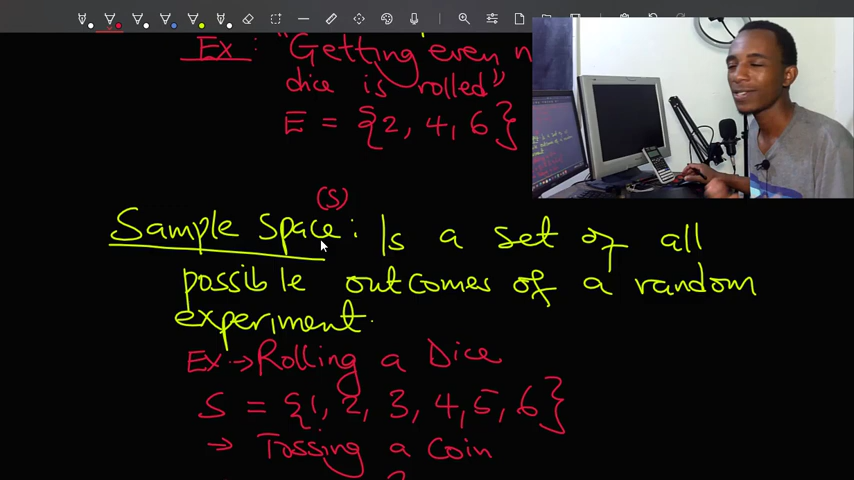 Ex : "Getting even n
dice is rolled"
E = {2, 4, 6}
(S)
Sample space : Is a set of all
possible outcomes of a random
experiment.
Ex → Rolling a Dice
S = {1, 2, 3, 4, 5, 6}
→ Tossing a Coin